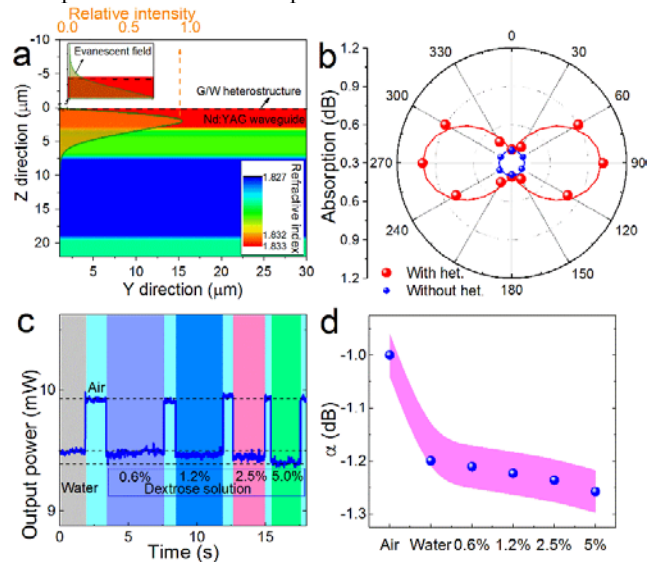 Relative intensity
0.0 0.5 1.0
a
Evanescent field
G/W heterostructure
Nd:YAG waveguide
-10
-5
0
5
10
15
20
Z direction (μm)
1.827
1.832
1.833
Refractive index
5 10 15 20 25 30
Y direction (μm)
b
1.2
0.9
0.6
0.3
0.6
0.9
1.2
Absorption (dB)
0
30
60
90
120
150
180
240
270
300
330
With het.
Without het.
c
10
9
Output power (mW)
Air
Water
0.6% 1.2% 2.5% 5.0%
Dextrose solution
0 5 10 15
Time (s)
d
-1.0
-1.1
-1.2
-1.3
α (dB)
Air Water 0.6% 1.2% 2.5% 5%